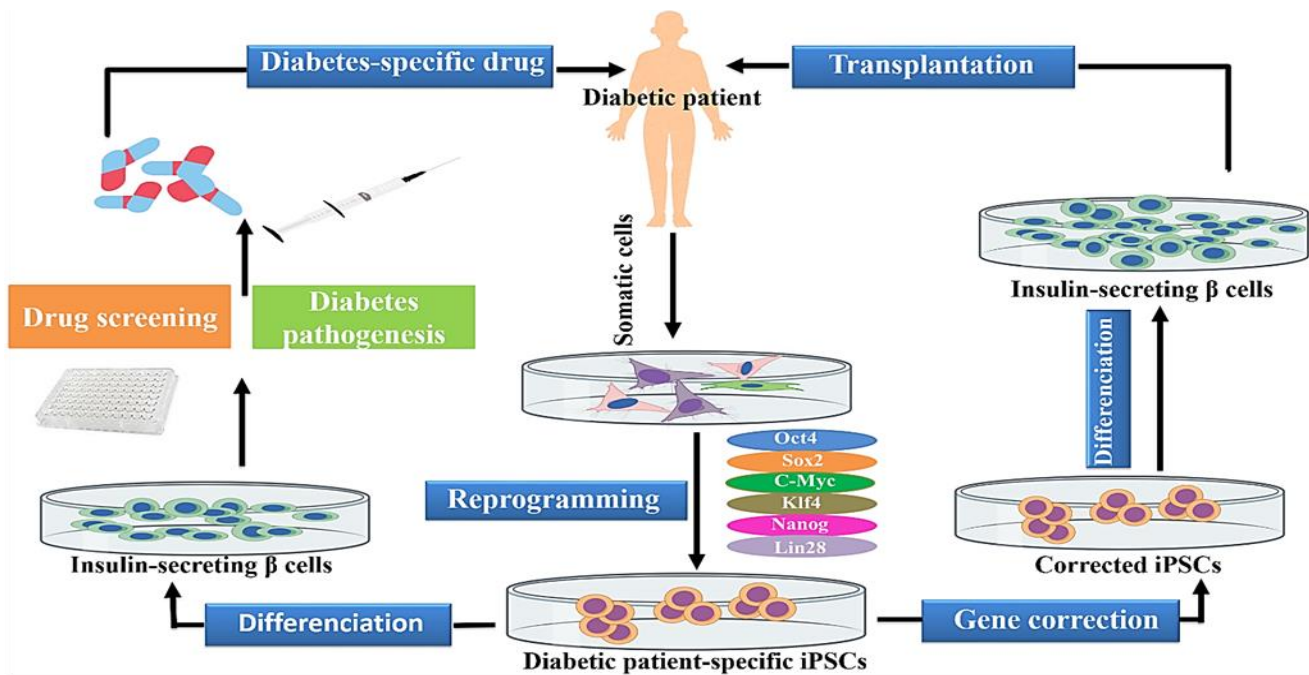 Diabetes-specific drug
Diabetic patient
Transplantation
Somatic cells
Drug screening
Diabetes
pathogenesis
Insulin-secreting β cells
Differenciation
Insulin-secreting β cells
Reprogramming
Oct4
Sox2
C-Myc
Klf4
Nanog
Lin28
Corrected iPSCs
Differenciation
Diabetic patient-specific iPSCs
Gene correction